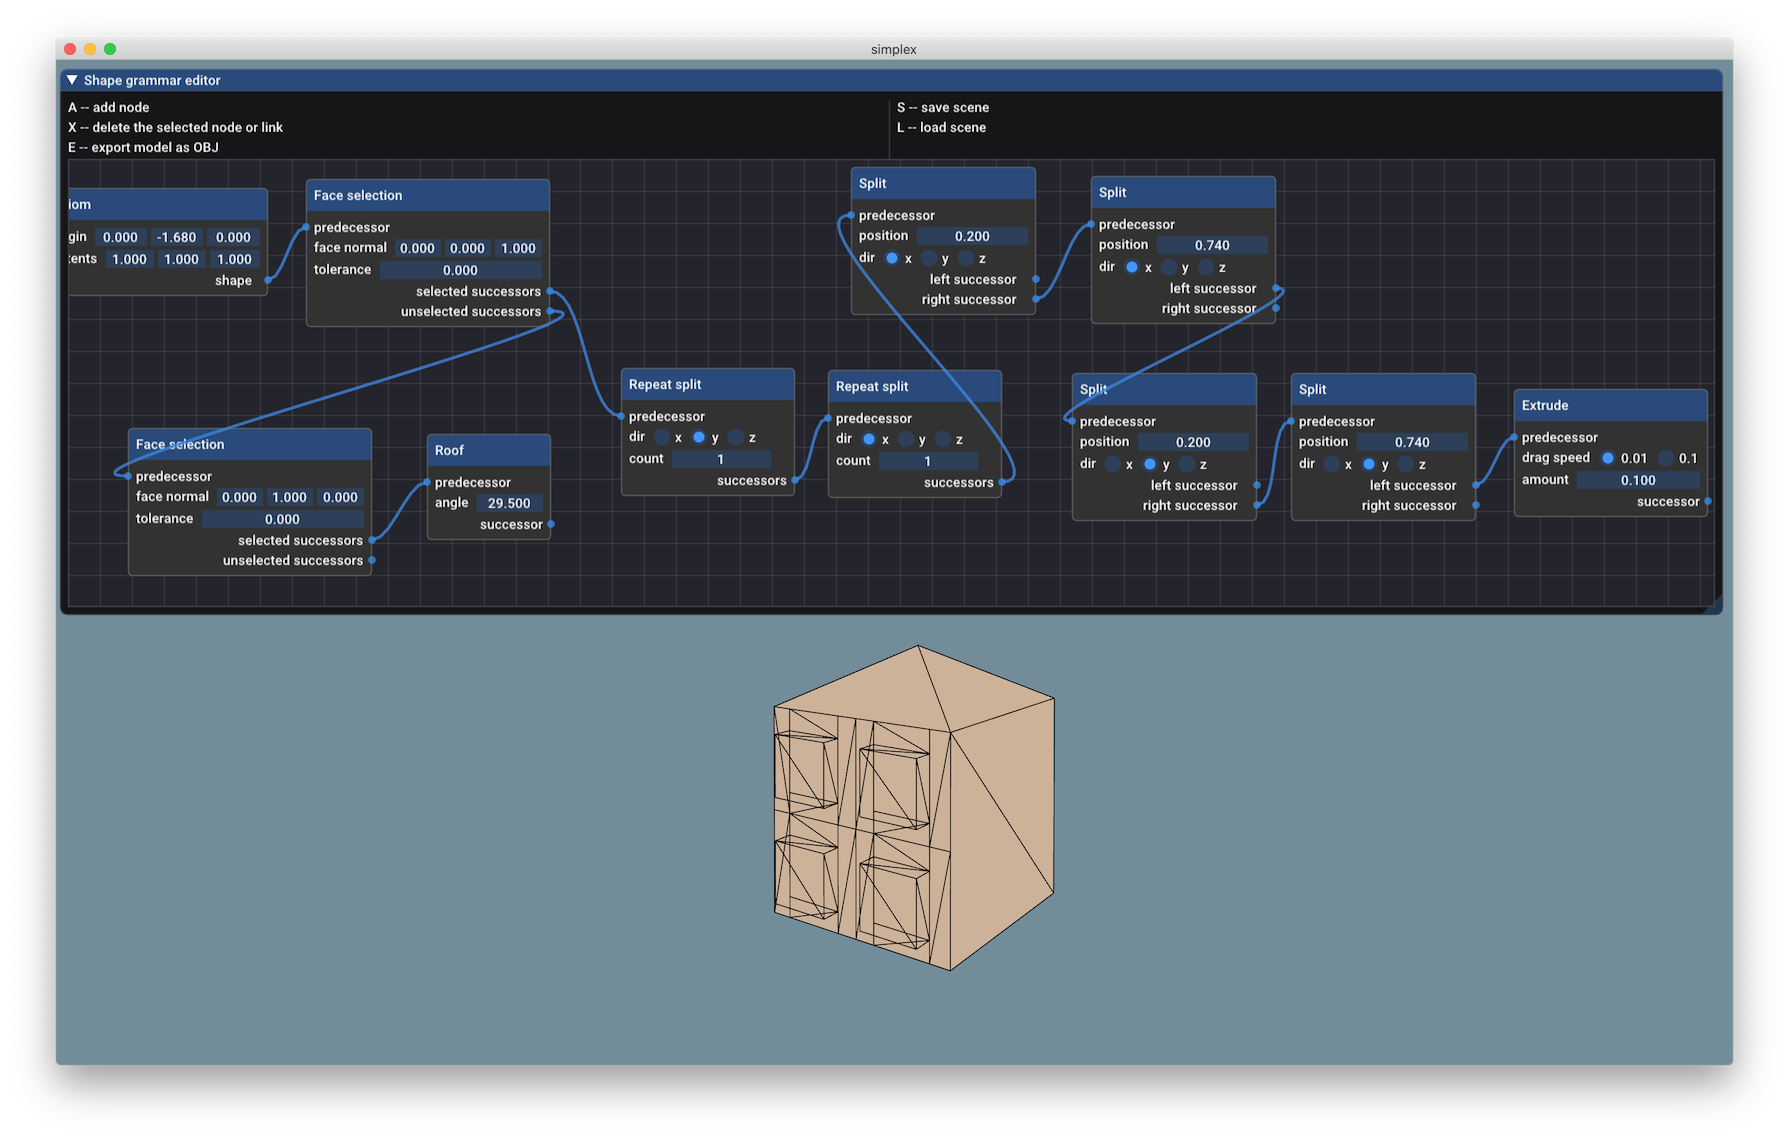 simplex
Shape grammar editor
A -- add node
X -- delete the selected node or link
E -- export model as OBJ
S -- save scene
L -- load scene
iom
gin 0.000 -1.680 0.000
tents 1.000 1.000 1.000
shape
Face selection
predecessor
face normal 0.000 0.000 1.000
tolerance 0.000
selected successors
unselected successors
Split
predecessor
position 0.200
dir x y z
left successor
right successor
Split
predecessor
position 0.740
dir x y z
left successor
right successor
Face selection
predecessor
face normal 0.000 1.000 0.000
tolerance 0.000
selected successors
unselected successors
Roof
predecessor
angle 29.500
successor
Repeat split
predecessor
dir x y z
count 1
successors
Repeat split
predecessor
dir x y z
count 1
successors
Split
predecessor
position 0.200
dir x y z
left successor
right successor
Split
predecessor
position 0.740
dir x y z
left successor
right successor
Extrude
predecessor
drag speed 0.01 0.1
amount 0.100
successor